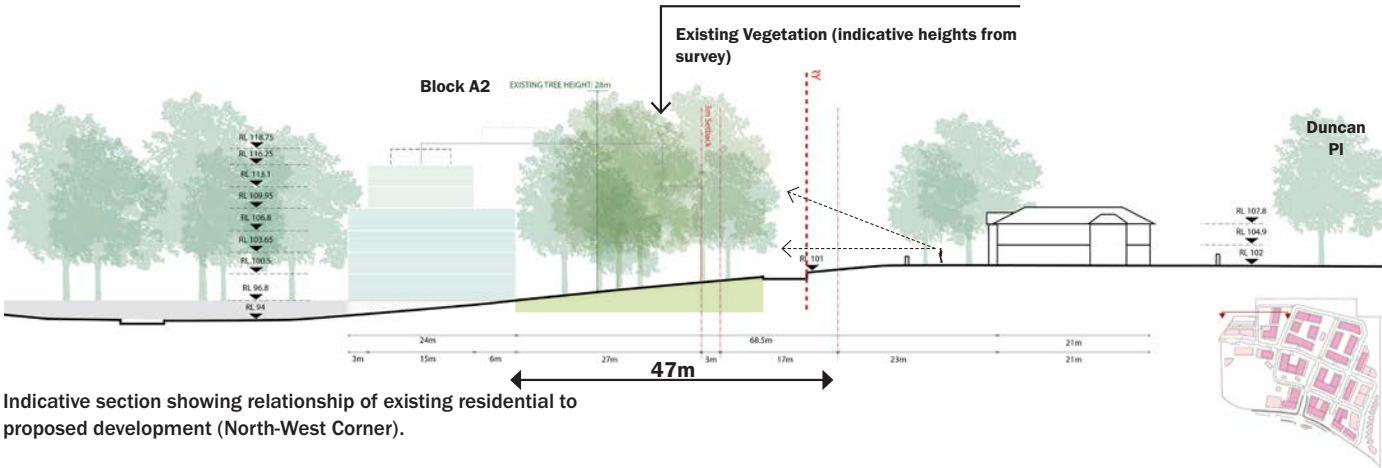 Existing Vegetation (indicative heights from
survey)
Block A2
EXISTING TREE HEIGHT: 28m
3m Setback
RY
Duncan
Pl
RL 118.75
RL 116.25
RL 113.1
RL 109.95
RL 106.8
RL 103.65
RL 100.5
RL 96.8
RL 94
RL 101
RL 107.8
RL 104.9
RL 102
24m
68.5m
21m
3m
15m
6m
27m
3m
17m
23m
21m
47m
Indicative section showing relationship of existing residential to
proposed development (North-West Corner).